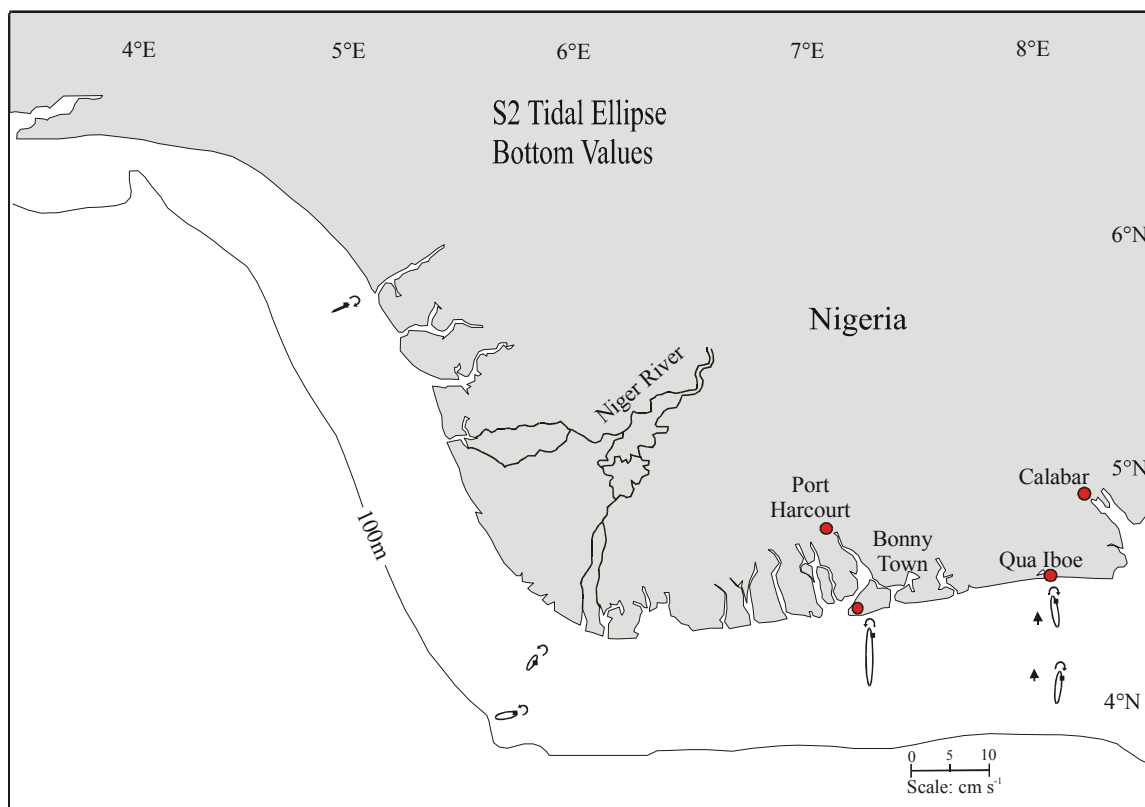 4°E
5°E
6°E
7°E
8°E
S2 Tidal Ellipse
Bottom Values
6°N
Nigeria
Niger River
5°N
Calabar
Port
Harcourt
100m
Bonny
Town
Qua Iboe
4°N
0 5 10
Scale: cm s⁻¹